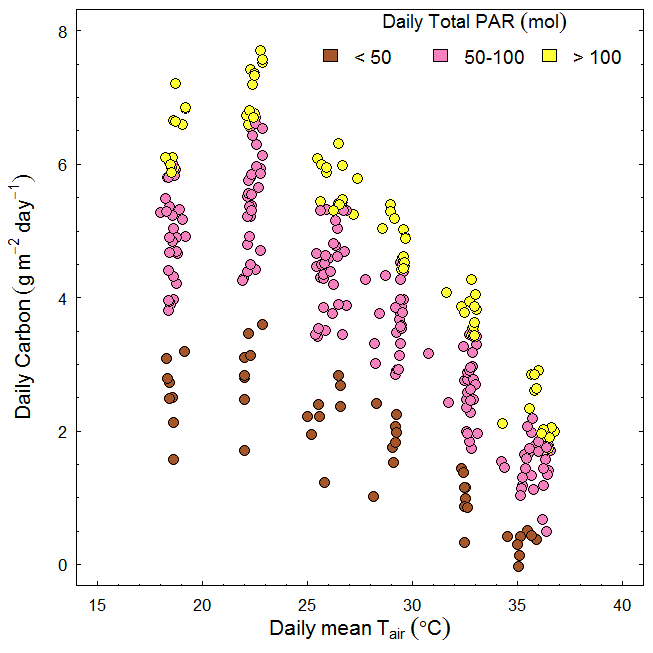 Daily Total PAR (mol)
< 50 50-100 > 100
8
6
4
2
0
Daily Carbon (g m⁻² day⁻¹)
15 20 25 30 35 40
Daily mean Tair (°C)